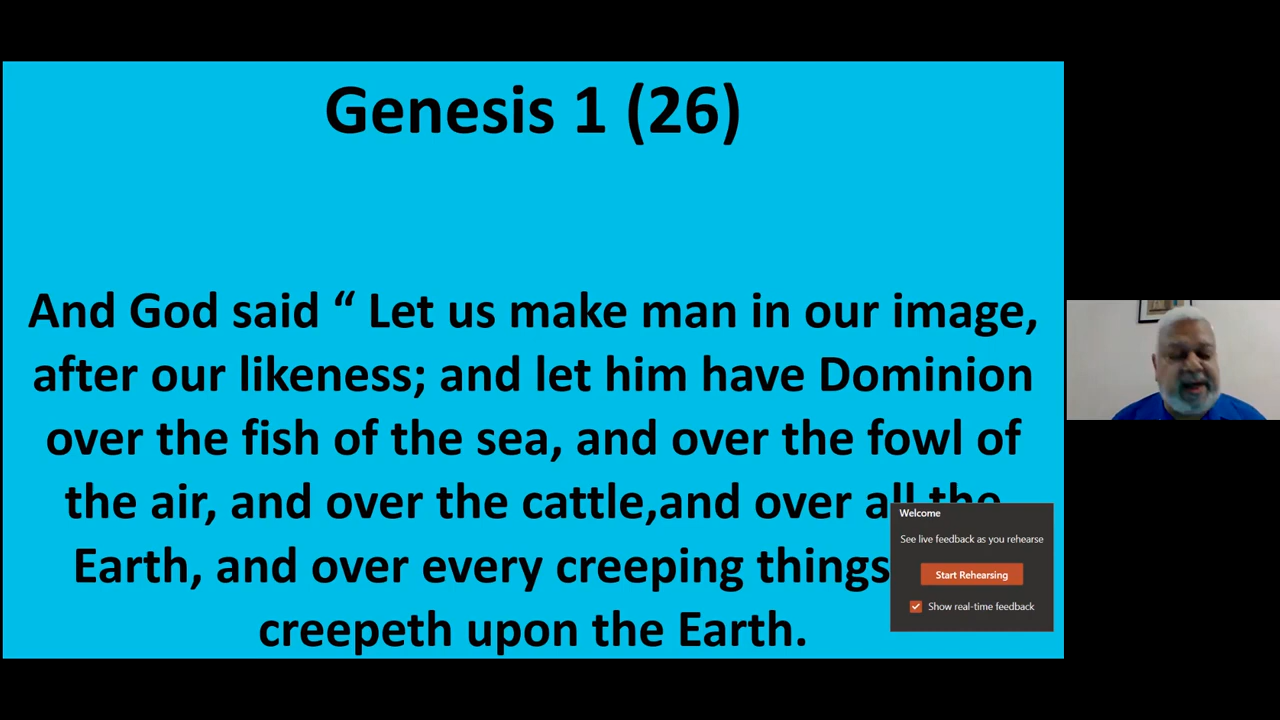 Genesis 1 (26)
And God said “ Let us make man in our image,
after our likeness; and let him have Dominion
over the fish of the sea, and over the fowl of
the air, and over the cattle,and over all the
Earth, and over every creeping things
creepeth upon the Earth.
Welcome
See live feedback as you rehearse
Start Rehearsing
Show real-time feedback